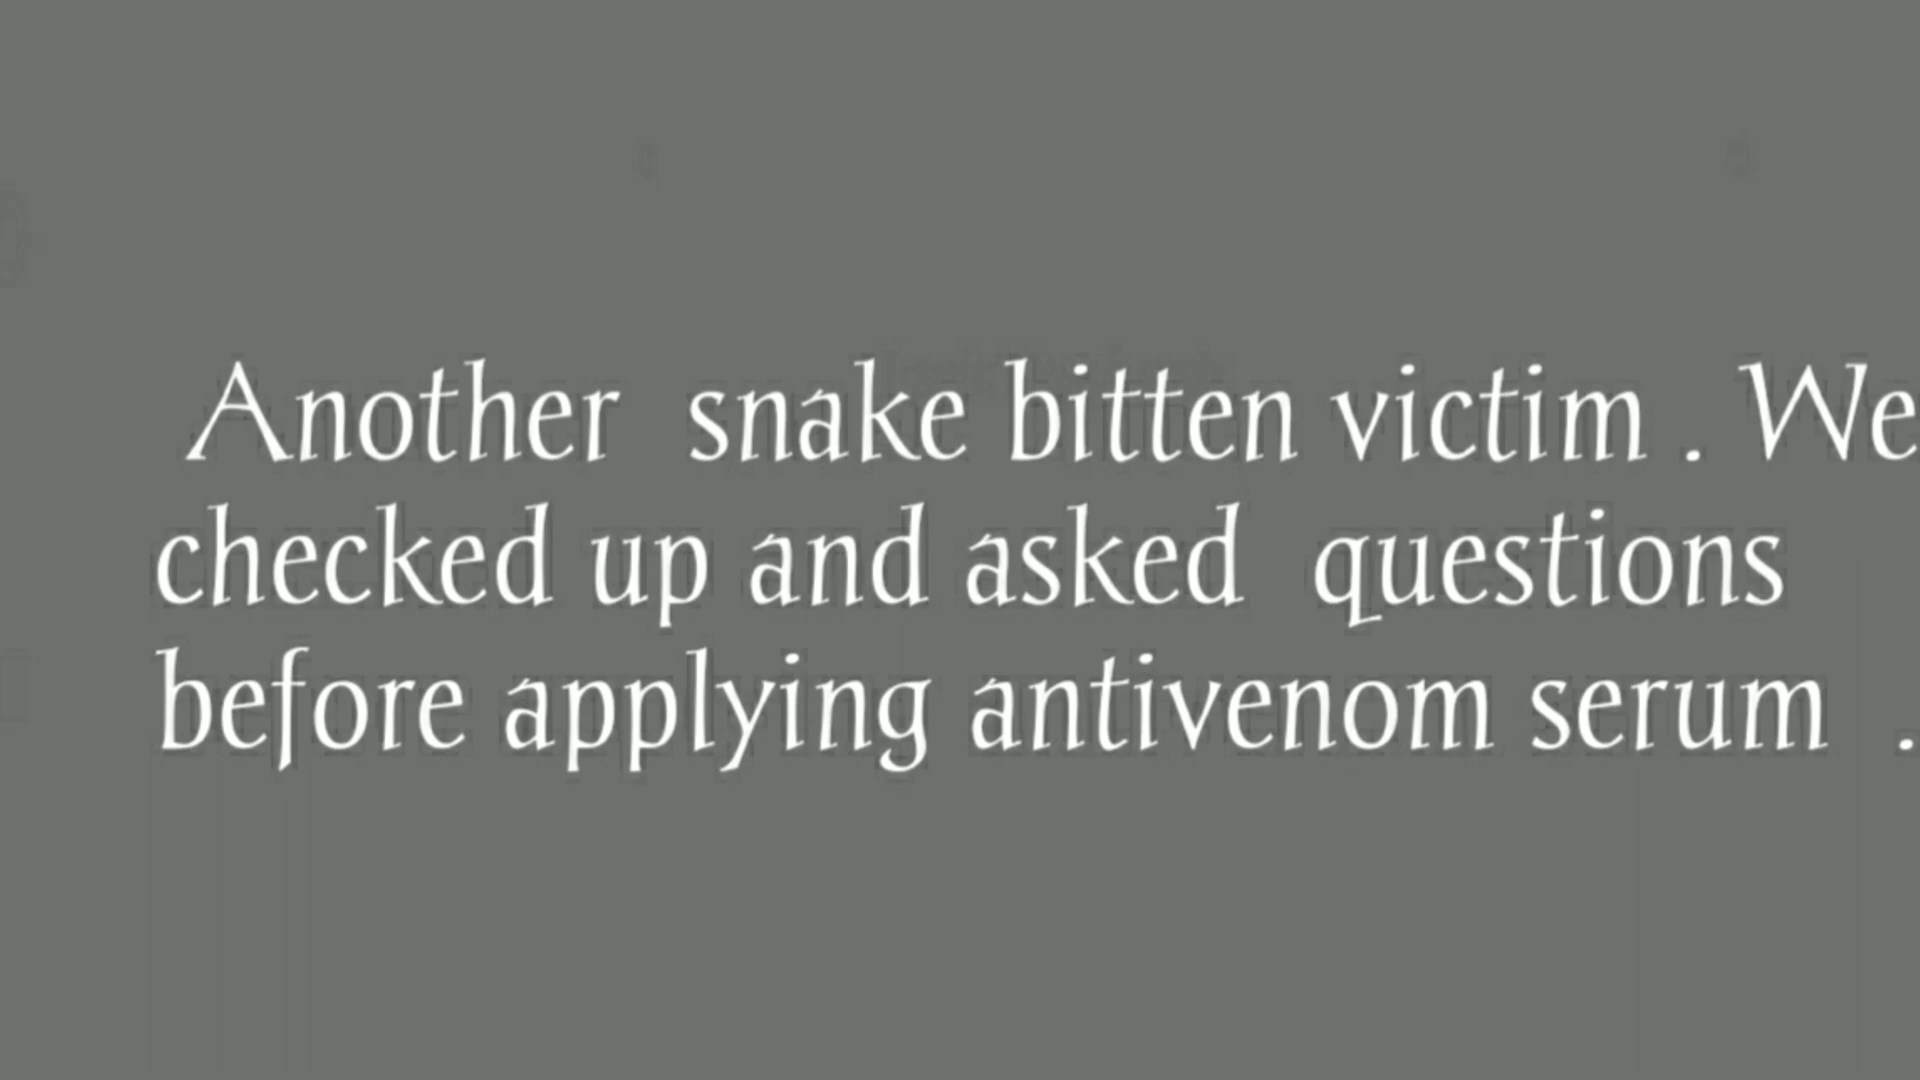 Another snake bitten victim . We
checked up and asked questions
before applying antivenom serum .